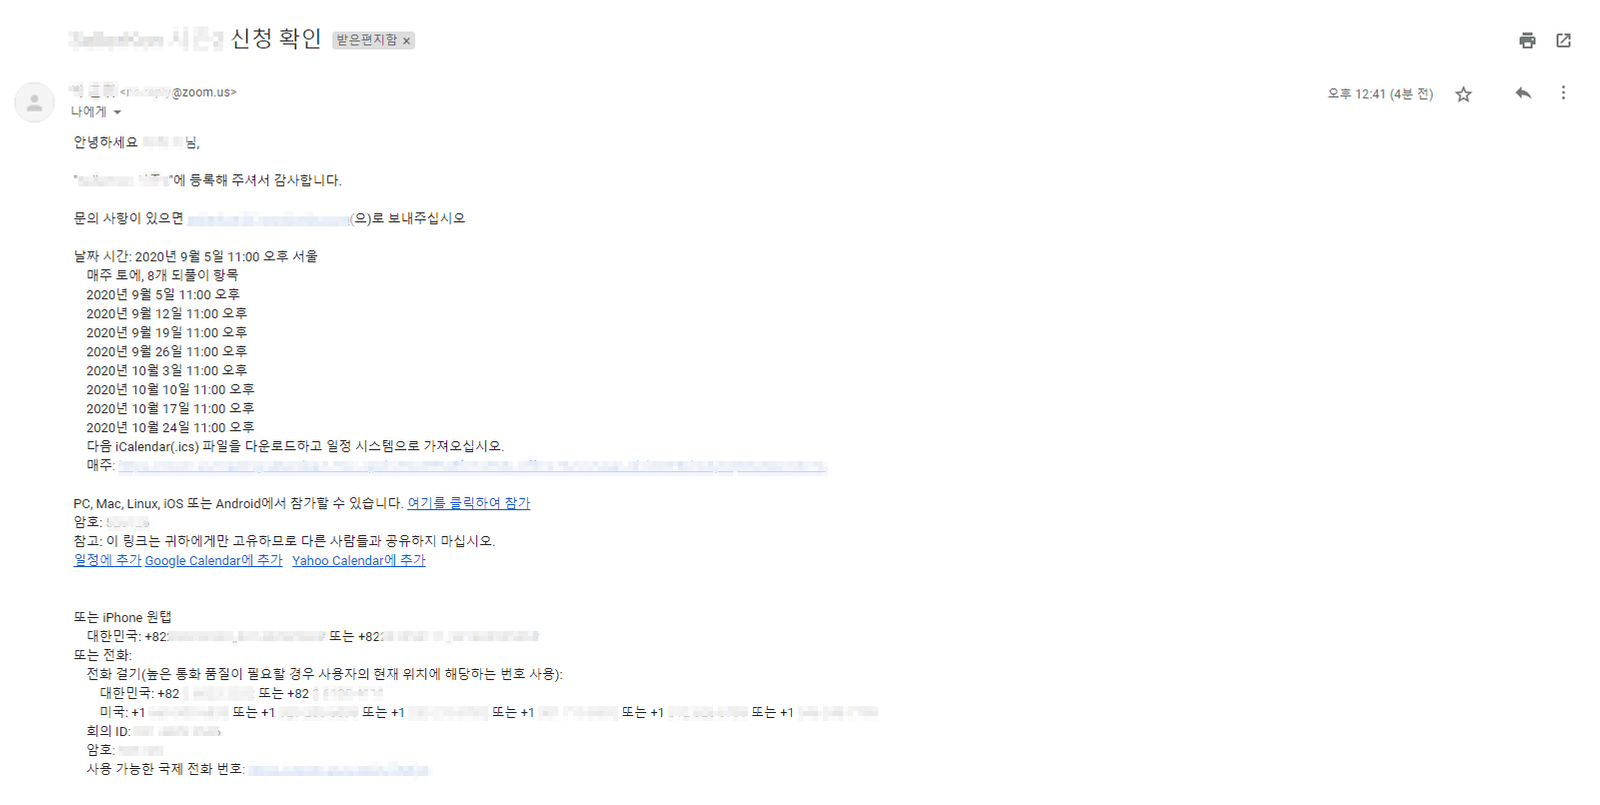 신청 확인 받은편지함 ×
@zoom.us>
오후 12:41 (4분 전)
나에게
안녕하세요 님,
"에 등록해 주셔서 감사합니다.
문의 사항이 있으면 (으)로 보내주십시오
날짜 시간: 2020년 9월 5일 11:00 오후 서울
매주 토에, 8개 되풀이 항목
2020년 9월 5일 11:00 오후
2020년 9월 12일 11:00 오후
2020년 9월 19일 11:00 오후
2020년 9월 26일 11:00 오후
2020년 10월 3일 11:00 오후
2020년 10월 10일 11:00 오후
2020년 10월 17일 11:00 오후
2020년 10월 24일 11:00 오후
다음 iCalendar(.ics) 파일을 다운로드하고 일정 시스템으로 가져오십시오.
매주:
PC, Mac, Linux, iOS 또는 Android에서 참가할 수 있습니다. 여기를 클릭하여 참가
암호:
참고: 이 링크는 귀하에게만 고유하므로 다른 사람들과 공유하지 마십시오.
일정에 추가 Google Calendar에 추가 Yahoo Calendar에 추가
또는 iPhone 원탭
대한민국: +82 또는 +82
또는 전화:
전화 걸기(높은 통화 품질이 필요할 경우 사용자의 현재 위치에 해당하는 번호 사용):
대한민국: +82 또는 +82
미국: +1 또는 +1 또는 +1 또는 +1 또는 +1 또는 +1
회의 ID:
암호:
사용 가능한 국제 전화 번호: